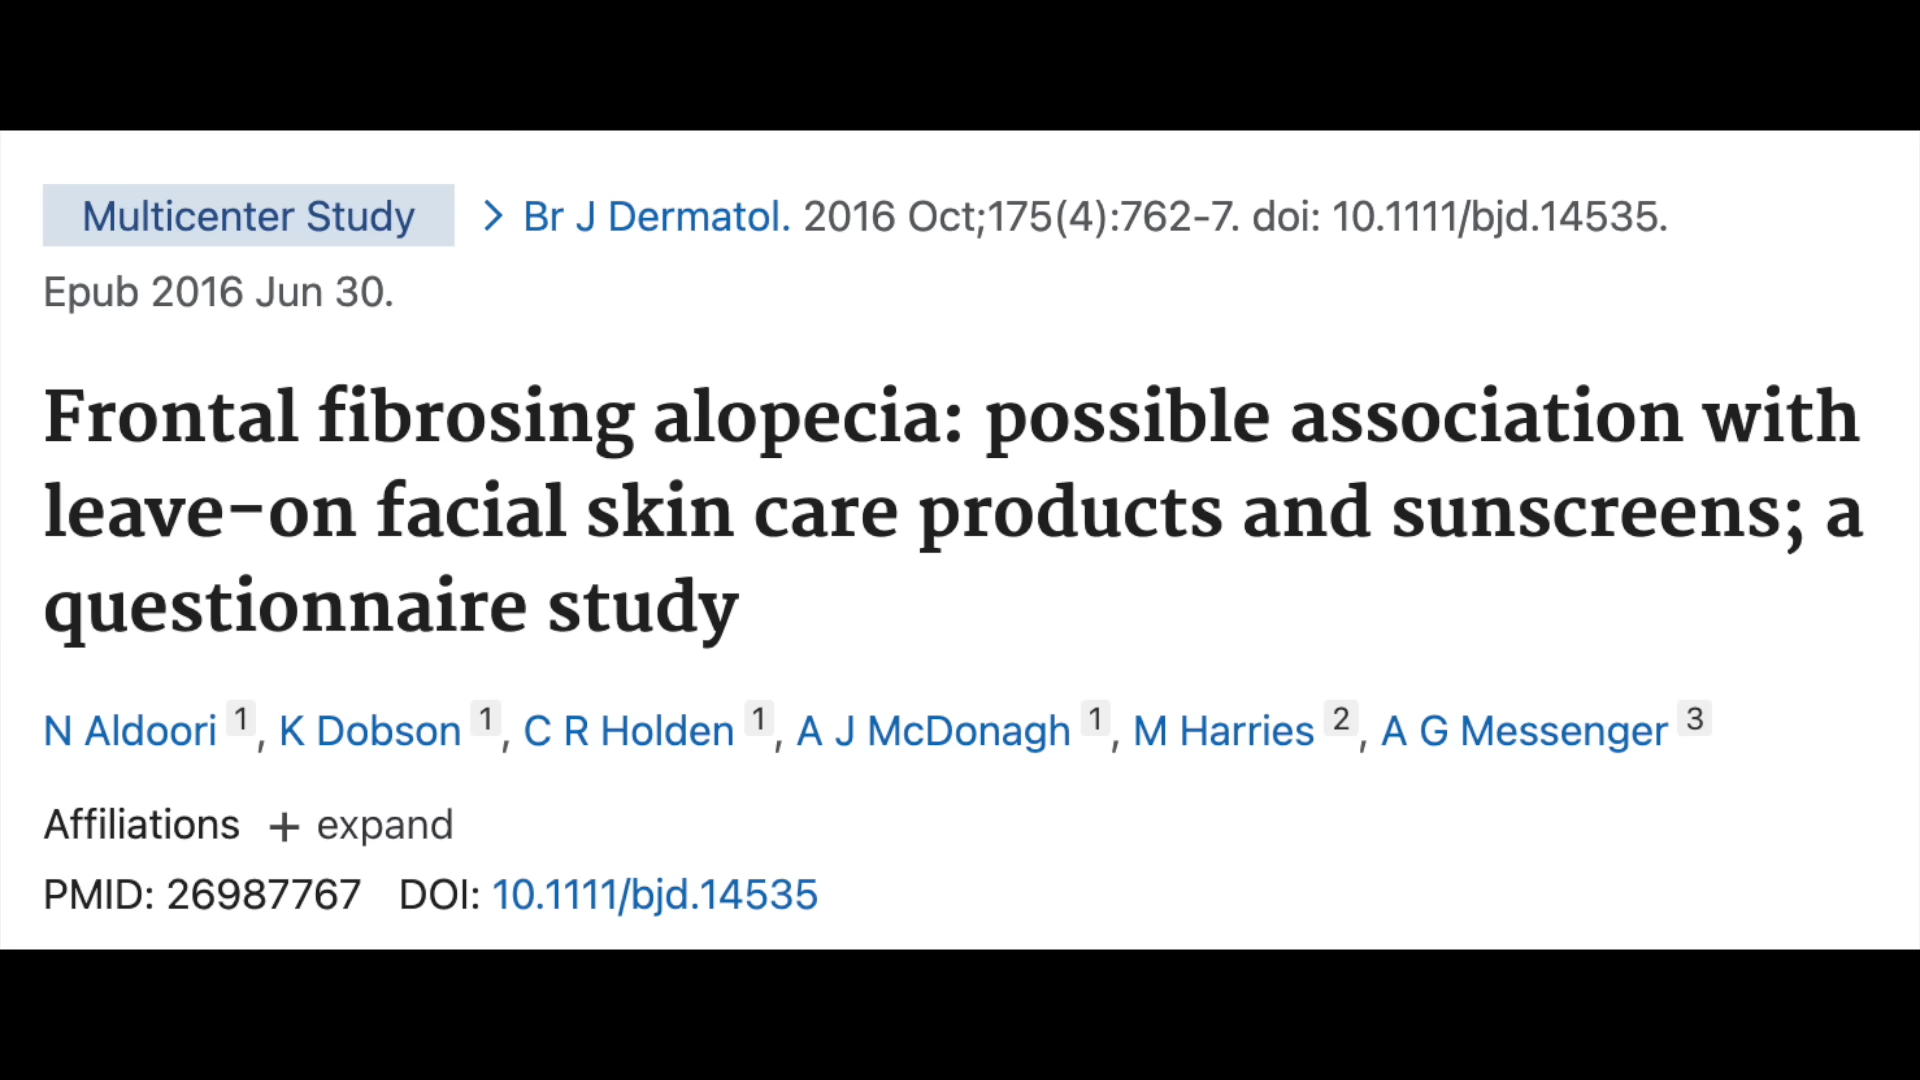 Multicenter Study > Br J Dermatol. 2016 Oct;175(4):762-7. doi: 10.1111/bjd.14535.
Epub 2016 Jun 30.
Frontal fibrosing alopecia: possible association with
leave-on facial skin care products and sunscreens; a
questionnaire study
N Aldoori 1, K Dobson 1, C R Holden 1, A J McDonagh 1, M Harries 2, A G Messenger 3
Affiliations + expand
PMID: 26987767 DOI: 10.1111/bjd.14535